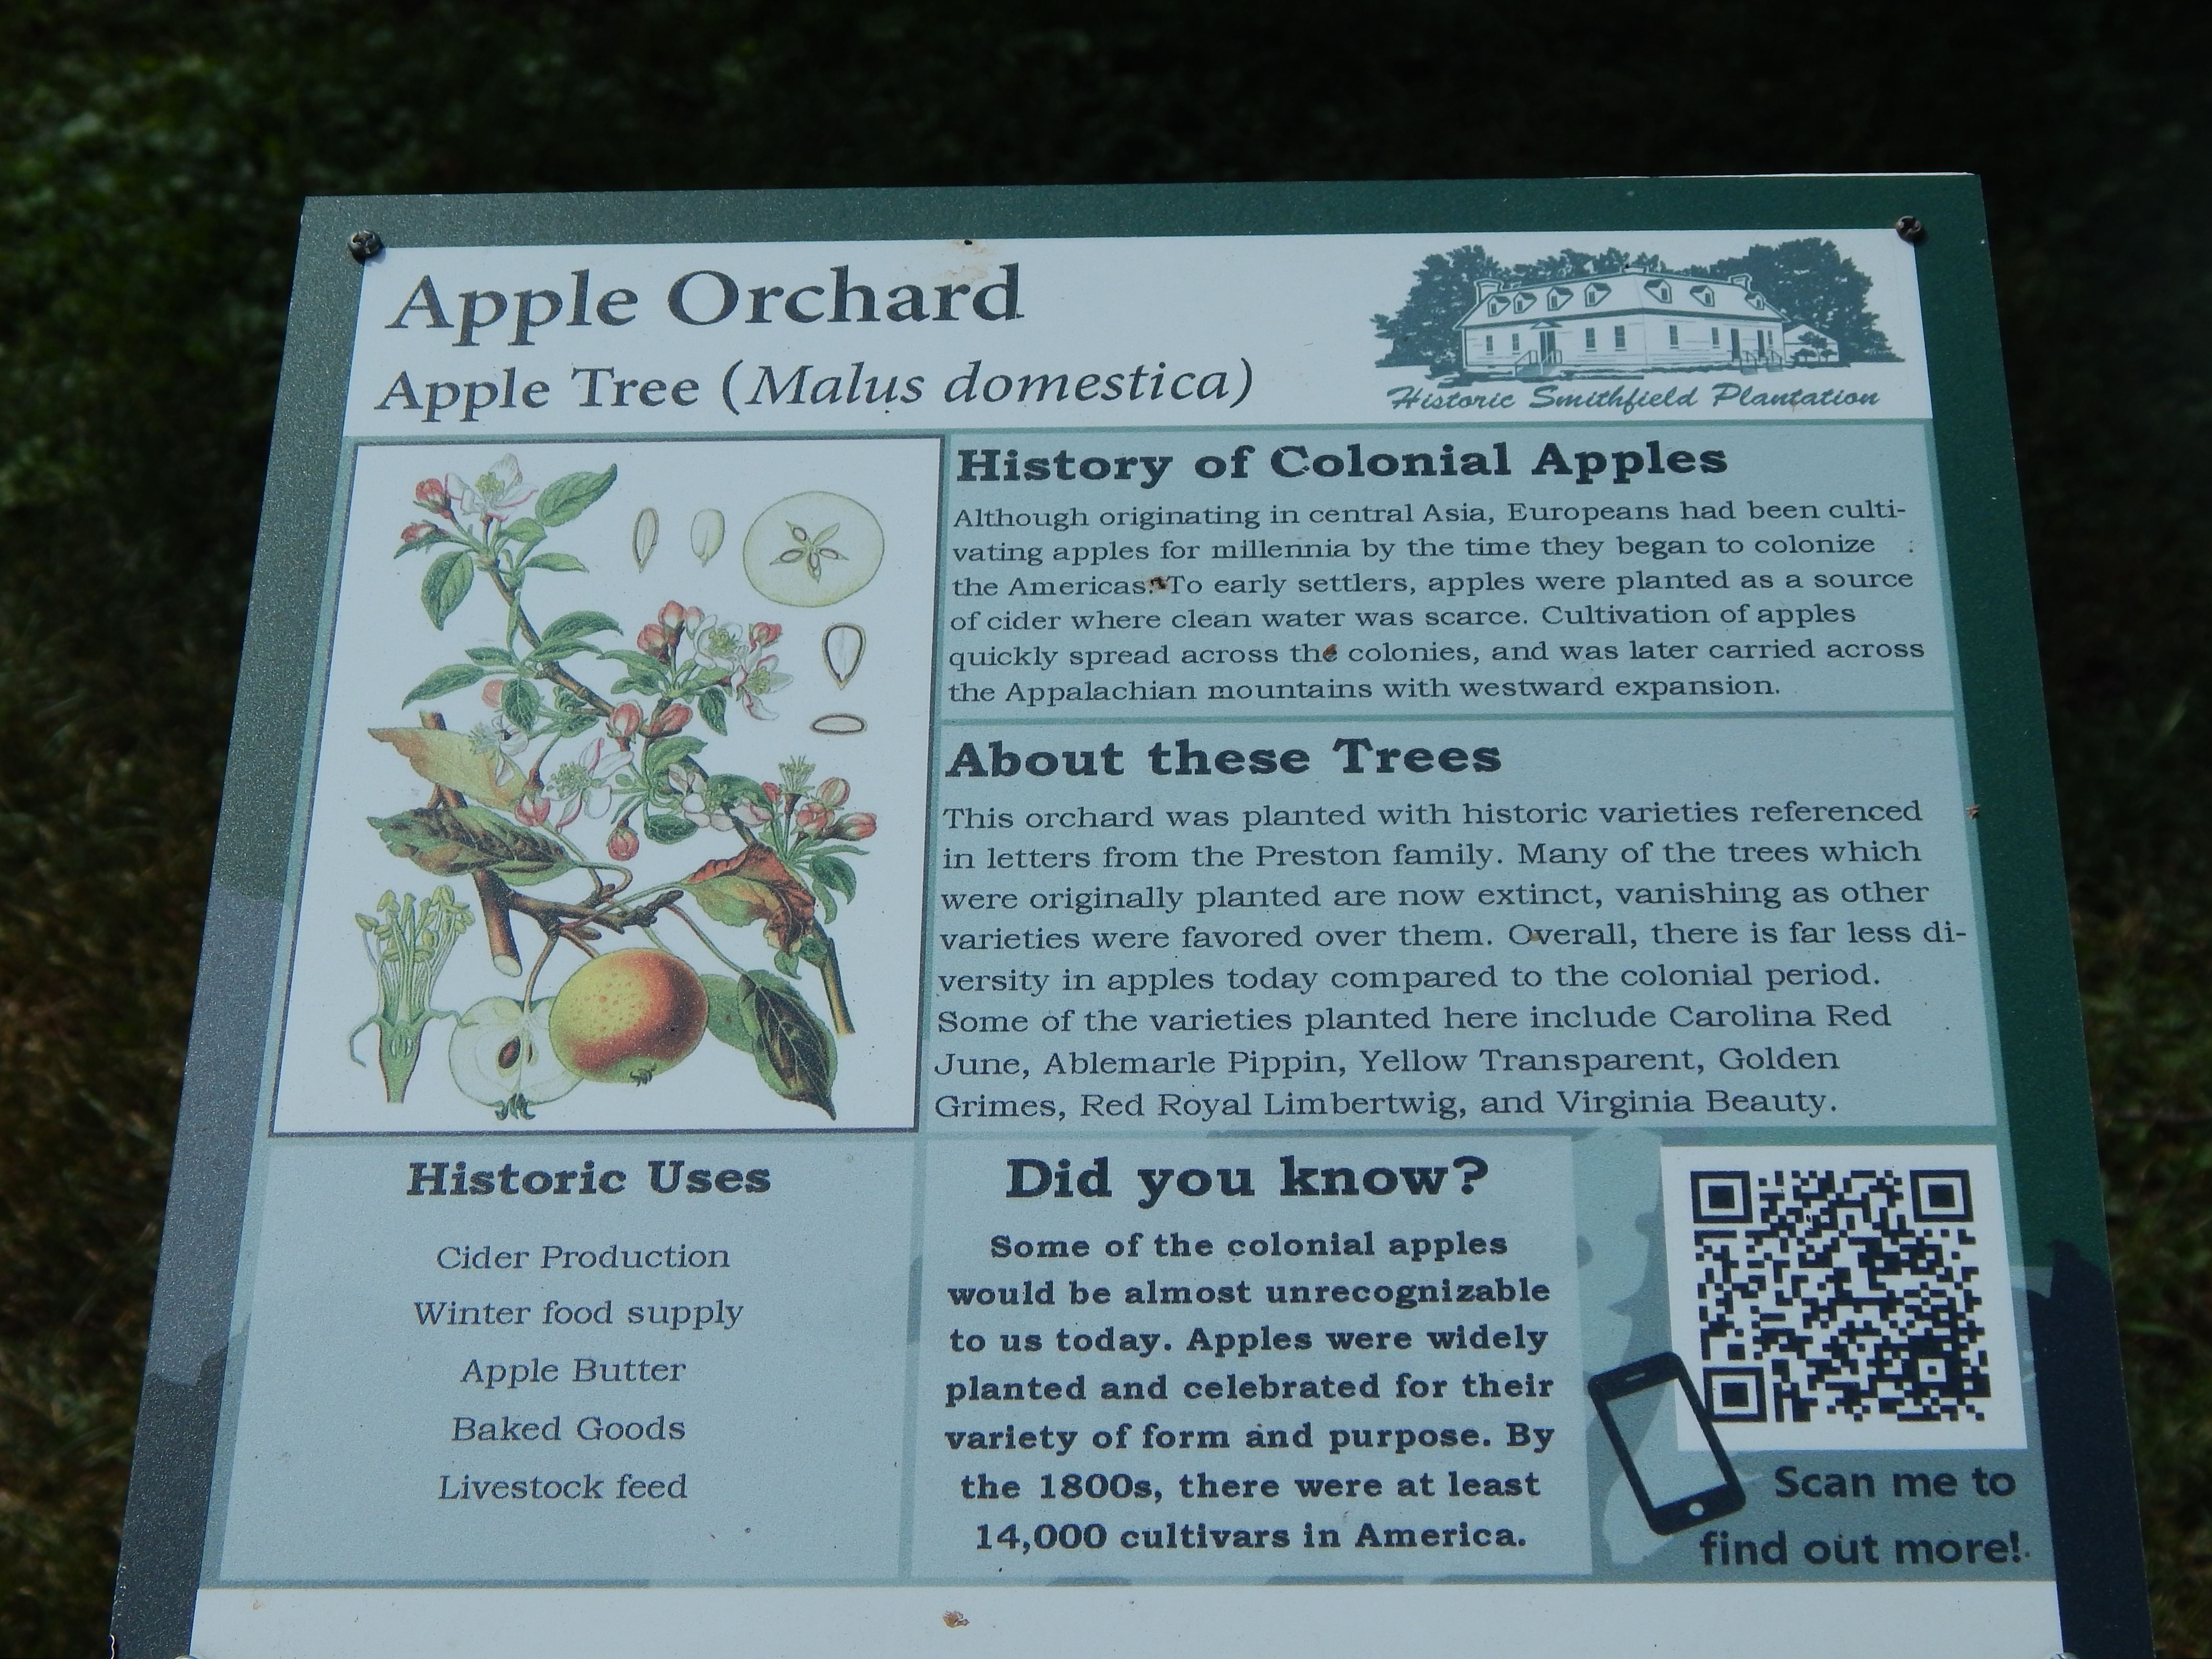 Apple Orchard
Apple Tree (Malus domestica)
Historic Smithfield Plantation
History of Colonial Apples
Although originating in central Asia, Europeans had been culti-
vating apples for millennia by the time they began to colonize
the Americas. To early settlers, apples were planted as a source
of cider where clean water was scarce. Cultivation of apples
quickly spread across the colonies, and was later carried across
the Appalachian mountains with westward expansion.
About these Trees
This orchard was planted with historic varieties referenced
in letters from the Preston family. Many of the trees which
were originally planted are now extinct, vanishing as other
varieties were favored over them. Overall, there is far less di-
versity in apples today compared to the colonial period.
Some of the varieties planted here include Carolina Red
June, Ablemarle Pippin, Yellow Transparent, Golden
Grimes, Red Royal Limbertwig, and Virginia Beauty.
Historic Uses
Cider Production
Winter food supply
Apple Butter
Baked Goods
Livestock feed
Did you know?
Some of the colonial apples
would be almost unrecognizable
to us today. Apples were widely
planted and celebrated for their
variety of form and purpose. By
the 1800s, there were at least
14,000 cultivars in America.
Scan me to
find out more!